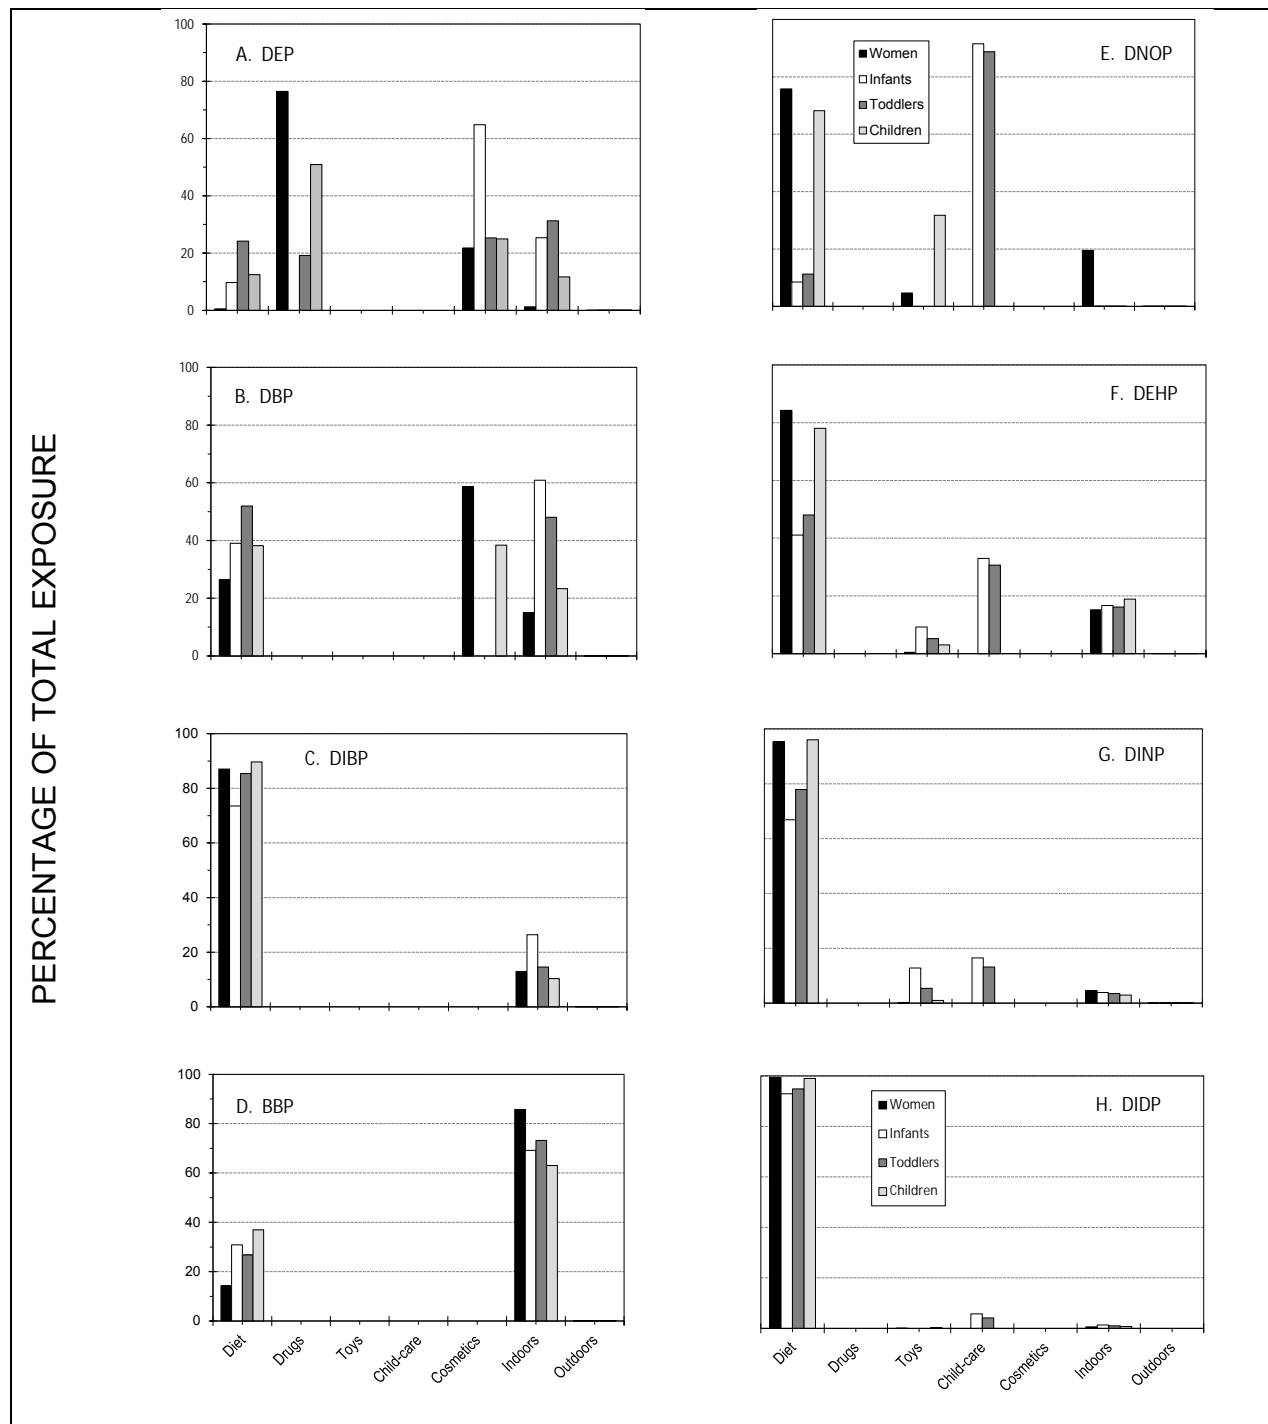 PERCENTAGE OF TOTAL EXPOSURE
A. DEP
100
80
60
40
20
0
B. DBP
100
80
60
40
20
0
C. DIBP
100
80
60
40
20
0
D. BBP
100
80
60
40
20
0
Diet
Drugs
Toys
Child-care
Cosmetics
Indoors
Outdoors
E. DNOP
Women
Infants
Toddlers
Children
F. DEHP
G. DINP
H. DIDP
Women
Infants
Toddlers
Children
Diet
Drugs
Toys
Child-care
Cosmetics
Indoors
Outdoors